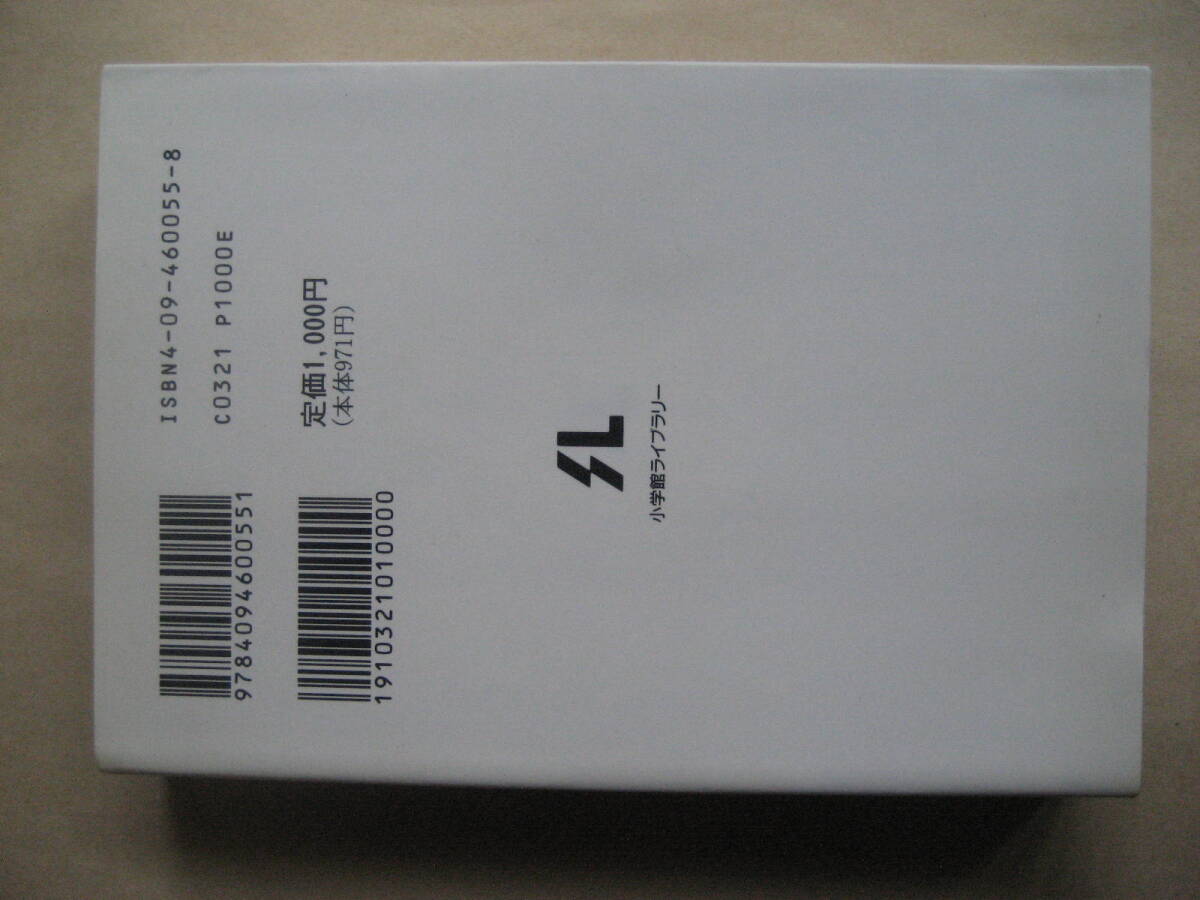 ISBN4-09-460055-8
C0321 P1000E
定価1,000円
(本体971円)
9784094600551
1910321010000
SL
小学館ライブラリー